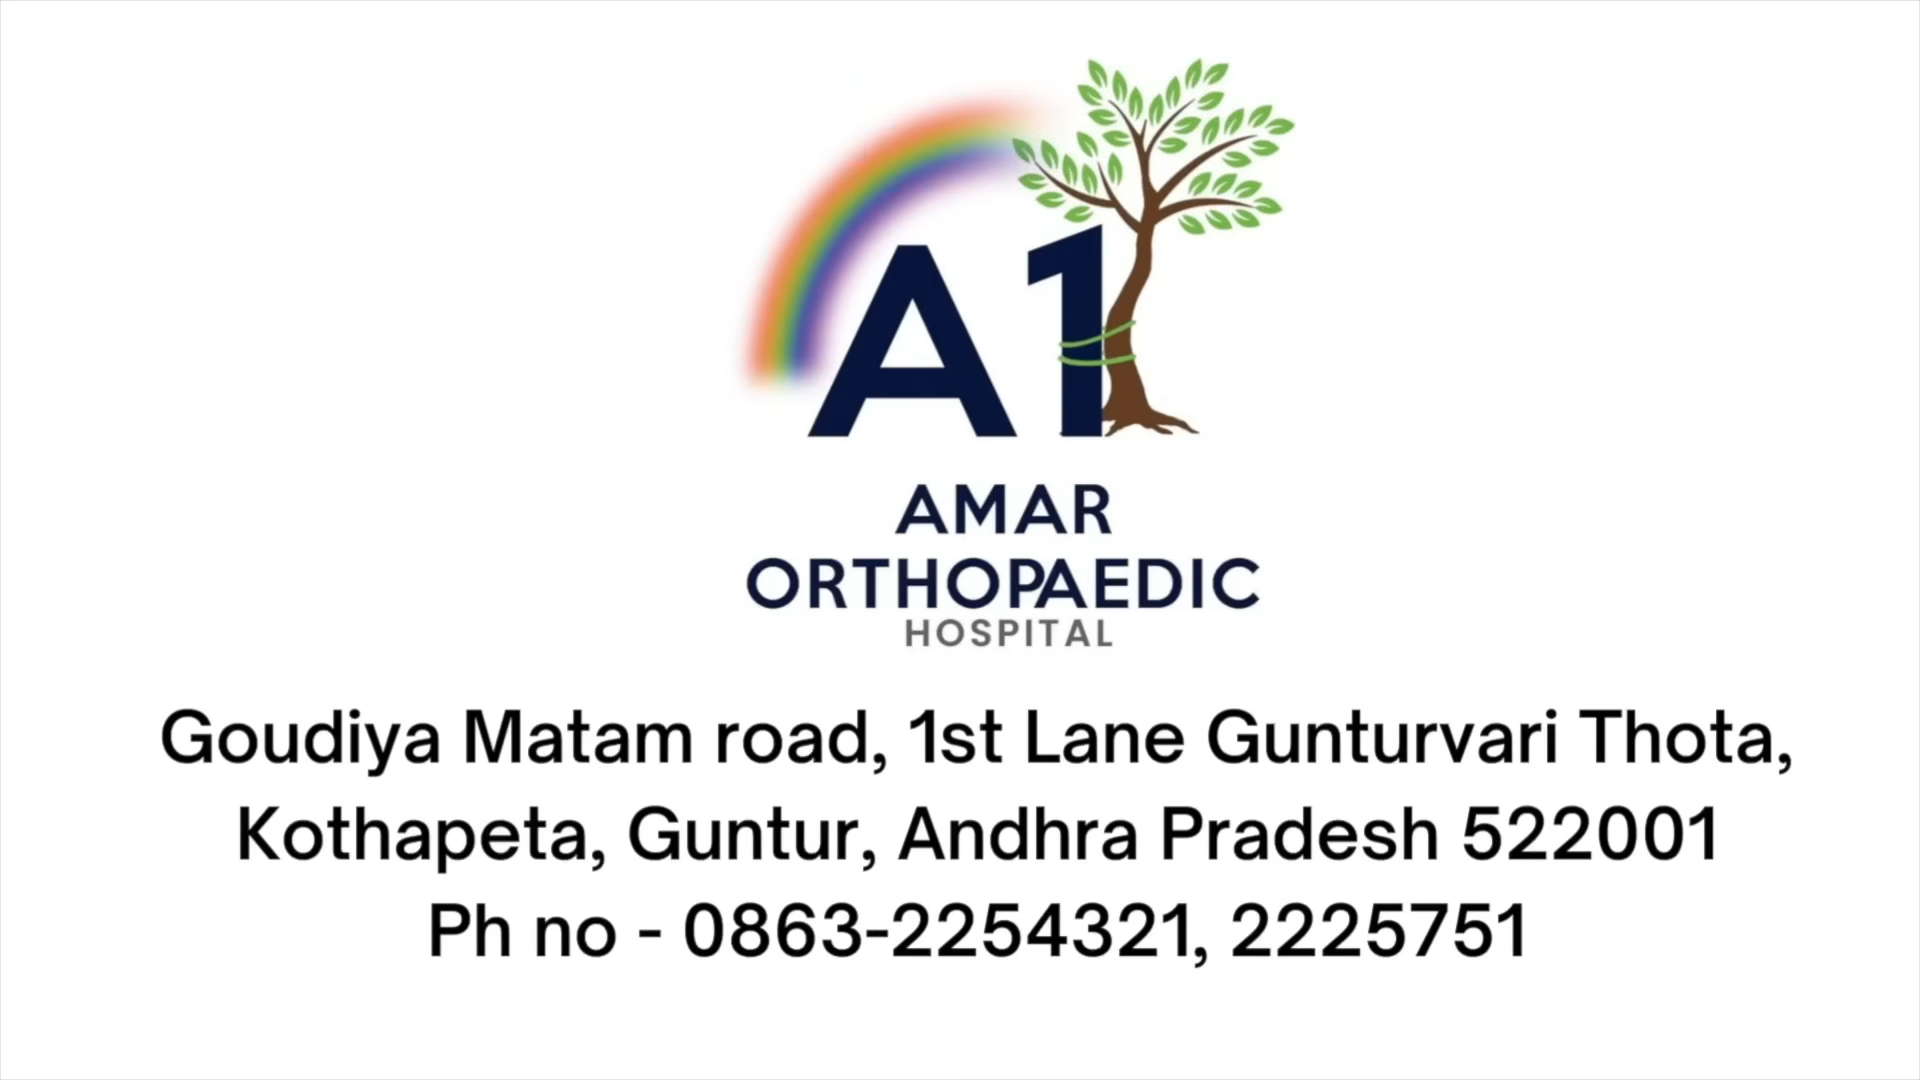 A1
AMAR
ORTHOPAEDIC
HOSPITAL
Goudiya Matam road, 1st Lane Gunturvari Thota,
Kothapeta, Guntur, Andhra Pradesh 522001
Ph no - 0863-2254321, 2225751